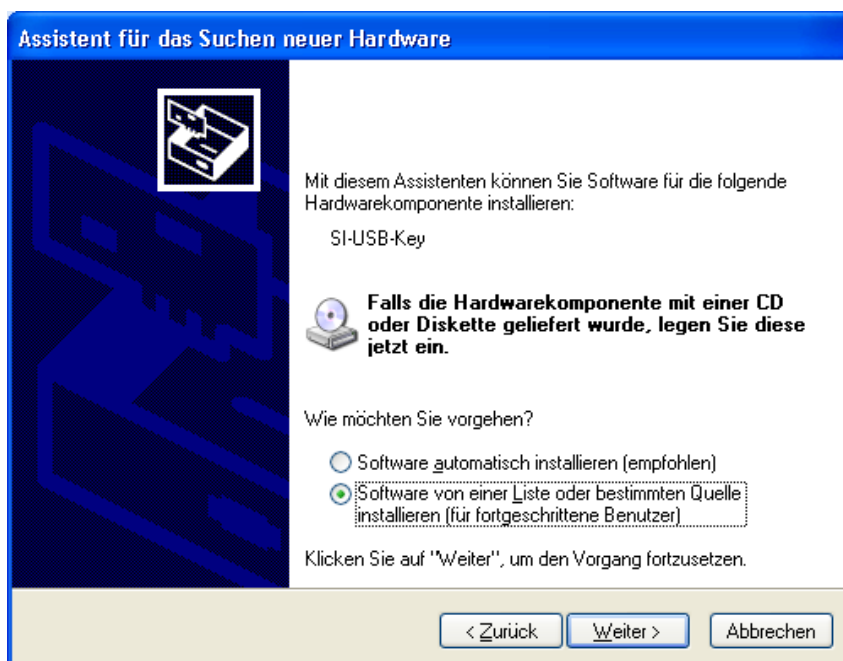 Assistent für das Suchen neuer Hardware
Mit diesem Assistenten können Sie Software für die folgende
Hardwarekomponente installieren:
SI-USB-Key
Falls die Hardwarekomponente mit einer CD
oder Diskette geliefert wurde, legen Sie diese
jetzt ein.
Wie möchten Sie vorgehen?
Software automatisch installieren (empfohlen)
Software von einer Liste oder bestimmten Quelle
installieren (für fortgeschrittene Benutzer)
Klicken Sie auf "Weiter", um den Vorgang fortzusetzen.
< Zurück Weiter > Abbrechen